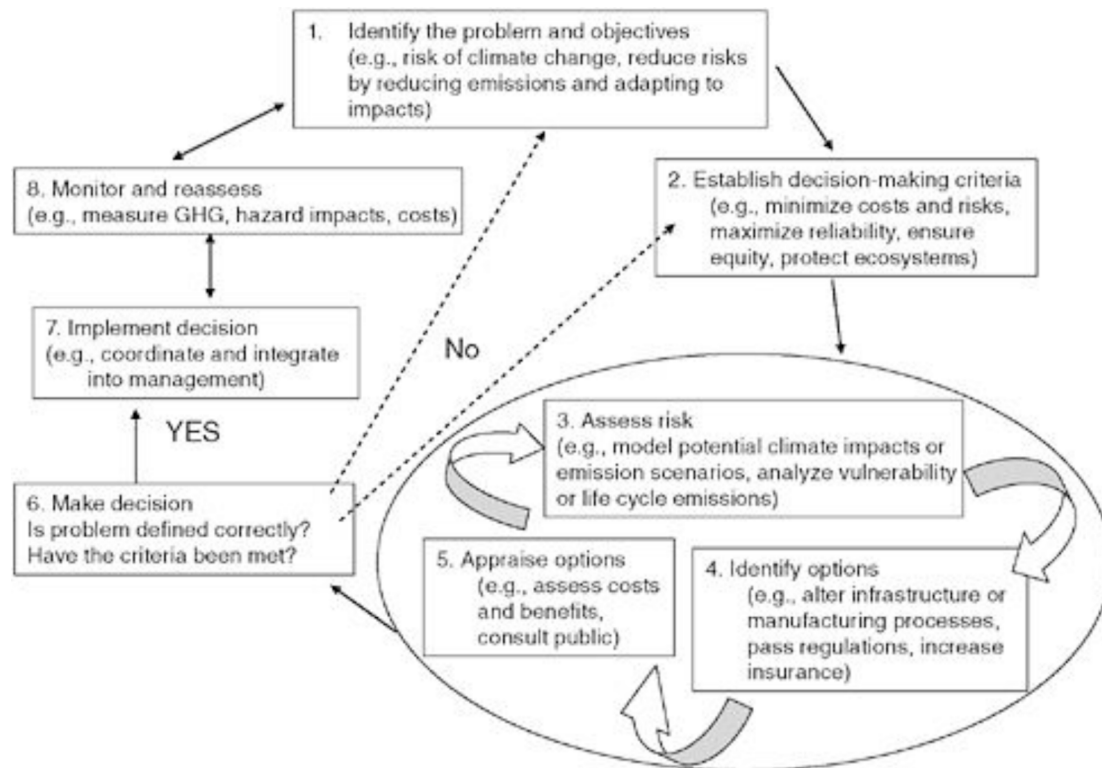 1. Identify the problem and objectives
(e.g., risk of climate change, reduce risks
by reducing emissions and adapting to
impacts)
8. Monitor and reassess
(e.g., measure GHG, hazard impacts, costs)
2. Establish decision-making criteria
(e.g., minimize costs and risks,
maximize reliability, ensure
equity, protect ecosystems)
7. Implement decision
(e.g., coordinate and integrate
into management)
No
YES
3. Assess risk
(e.g., model potential climate impacts or
emission scenarios, analyze vulnerability
or life cycle emissions)
6. Make decision
Is problem defined correctly?
Have the criteria been met?
5. Appraise options
(e.g., assess costs
and benefits,
consult public)
4. Identify options
(e.g., alter infrastructure or
manufacturing processes,
pass regulations, increase
insurance)